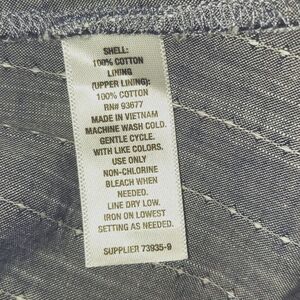 SHELL:
100% COTTON
LINING
(UPPER LINING):
100% COTTON
RN# 93677
MADE IN VIETNAM
MACHINE WASH COLD.
GENTLE CYCLE.
WITH LIKE COLORS.
USE ONLY
NON-CHLORINE
BLEACH WHEN
NEEDED.
LINE DRY LOW.
IRON ON LOWEST
SETTING AS NEEDED.
SUPPLIER 73935-9